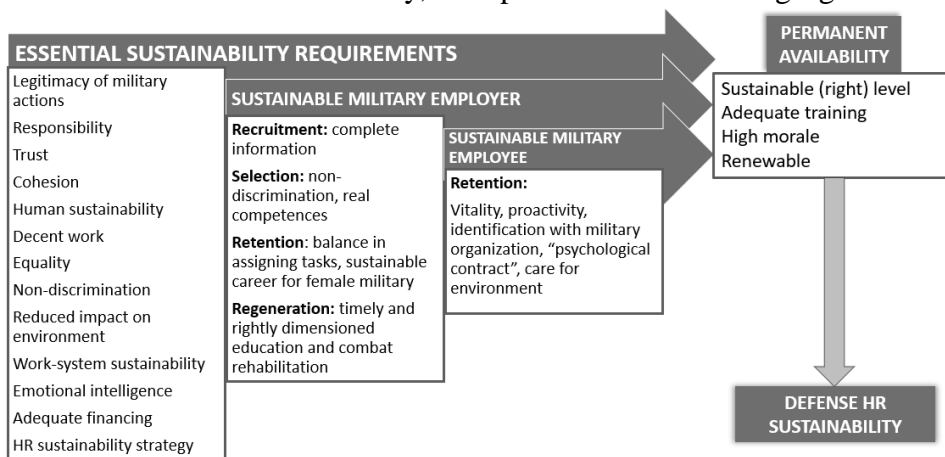 ESSENTIAL SUSTAINABILITY REQUIREMENTS
Legitimacy of military
actions
Responsibility
Trust
Cohesion
Human sustainability
Decent work
Equality
Non-discrimination
Reduced impact on
environment
Work-system sustainability
Emotional intelligence
Adequate financing
HR sustainability strategy
SUSTAINABLE MILITARY EMPLOYER
Recruitment: complete
information
Selection: non-
discrimination, real
competences
Retention: balance in
assigning tasks, sustainable
career for female military
Regeneration: timely and
rightly dimensioned
education and combat
rehabilitation
SUSTAINABLE MILITARY
EMPLOYEE
Retention:
Vitality, proactivity,
identification with military
organization, “psychological
contract”, care for
environment
PERMANENT
AVAILABILITY
Sustainable (right) level
Adequate training
High morale
Renewable
DEFENSE HR
SUSTAINABILITY